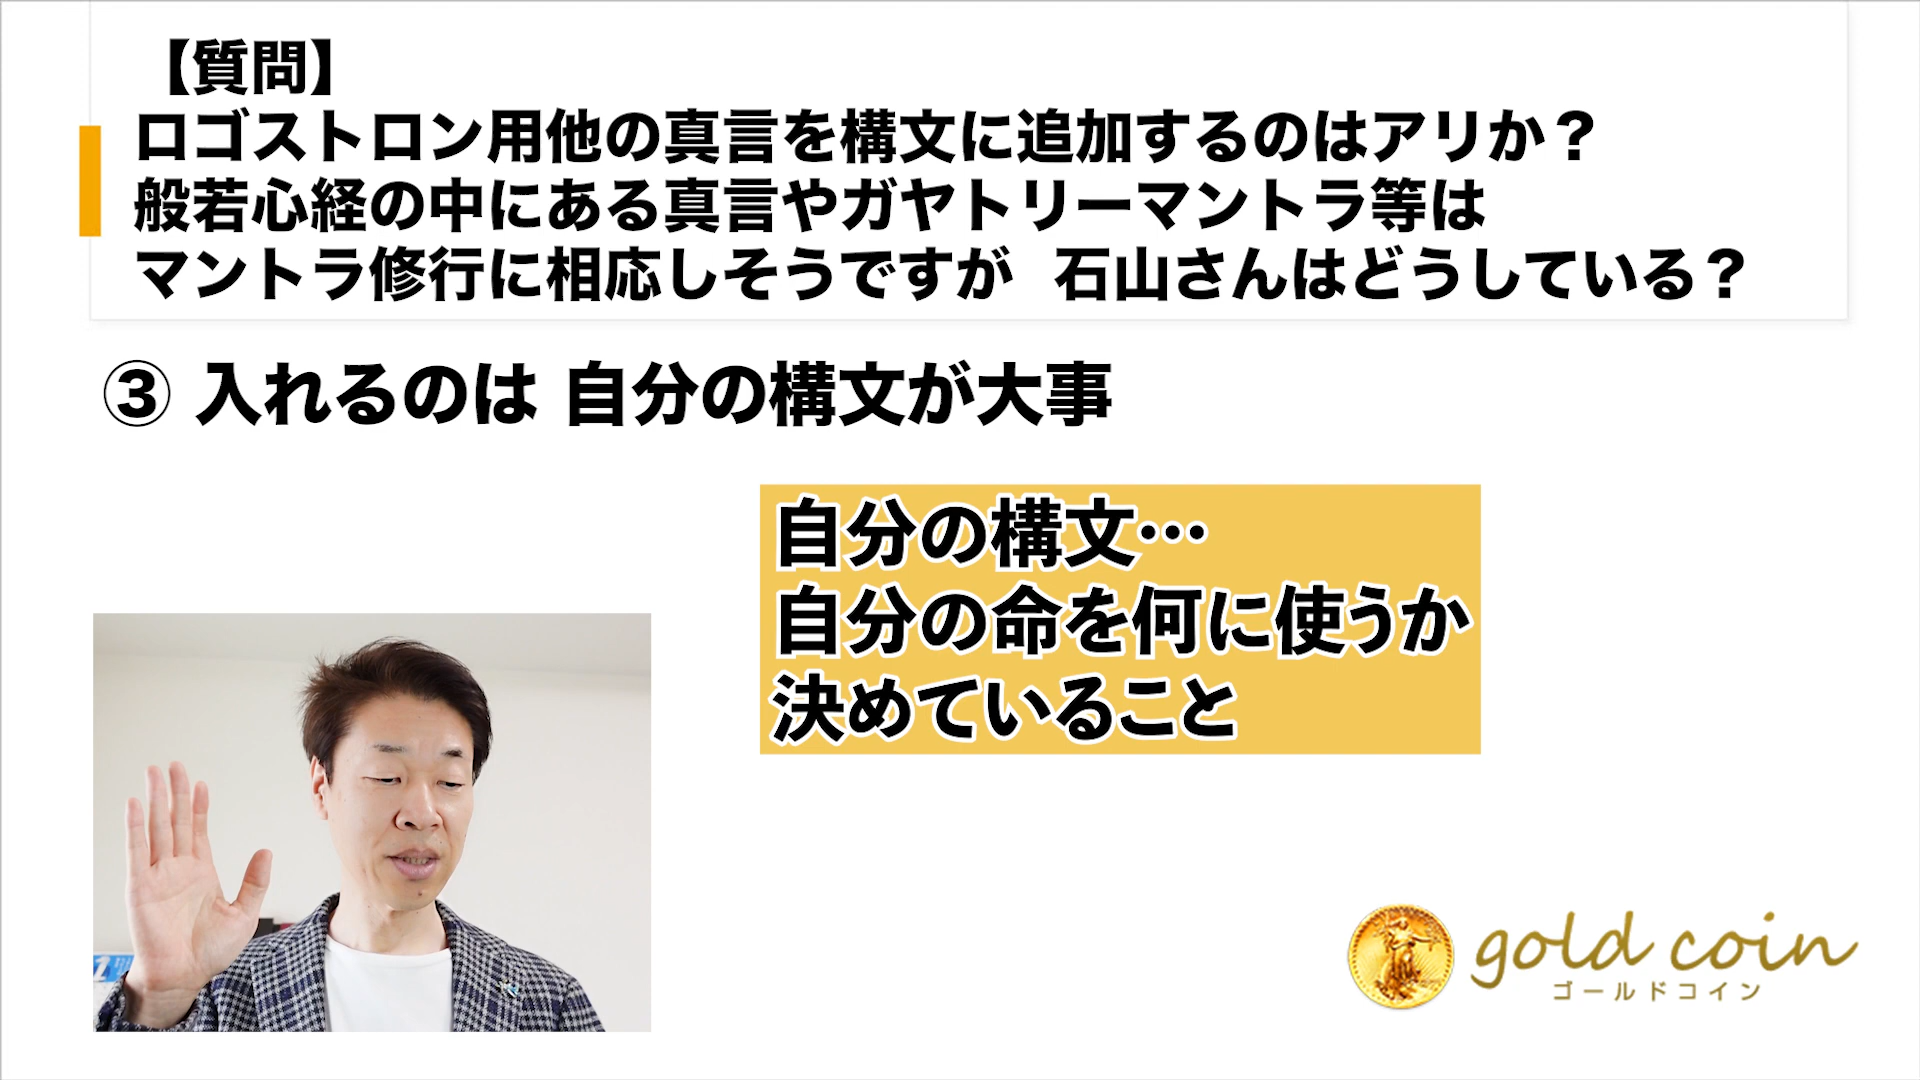 【質問】
ロゴストロン用他の真言を構文に追加するのはアリか？
般若心経の中にある真言やガヤトリーマントラ等は
マントラ修行に相応しそうですが 石山さんはどうしている？
③ 入れるのは 自分の構文が大事
自分の構文…
自分の命を何に使うか
決めていること
gold coin
ゴールドコイン